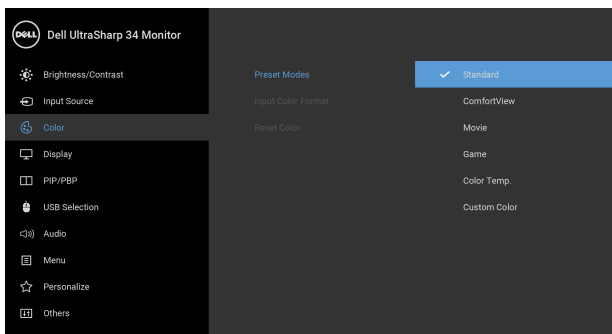 DELL Dell UltraSharp 34 Monitor
Brightness/Contrast Preset Modes Standard
Input Source Input Color Format ComfortView
Color Reset Color Movie
Display Game
PIP/PBP Color Temp.
USB Selection Custom Color
Audio
Menu
Personalize
Others